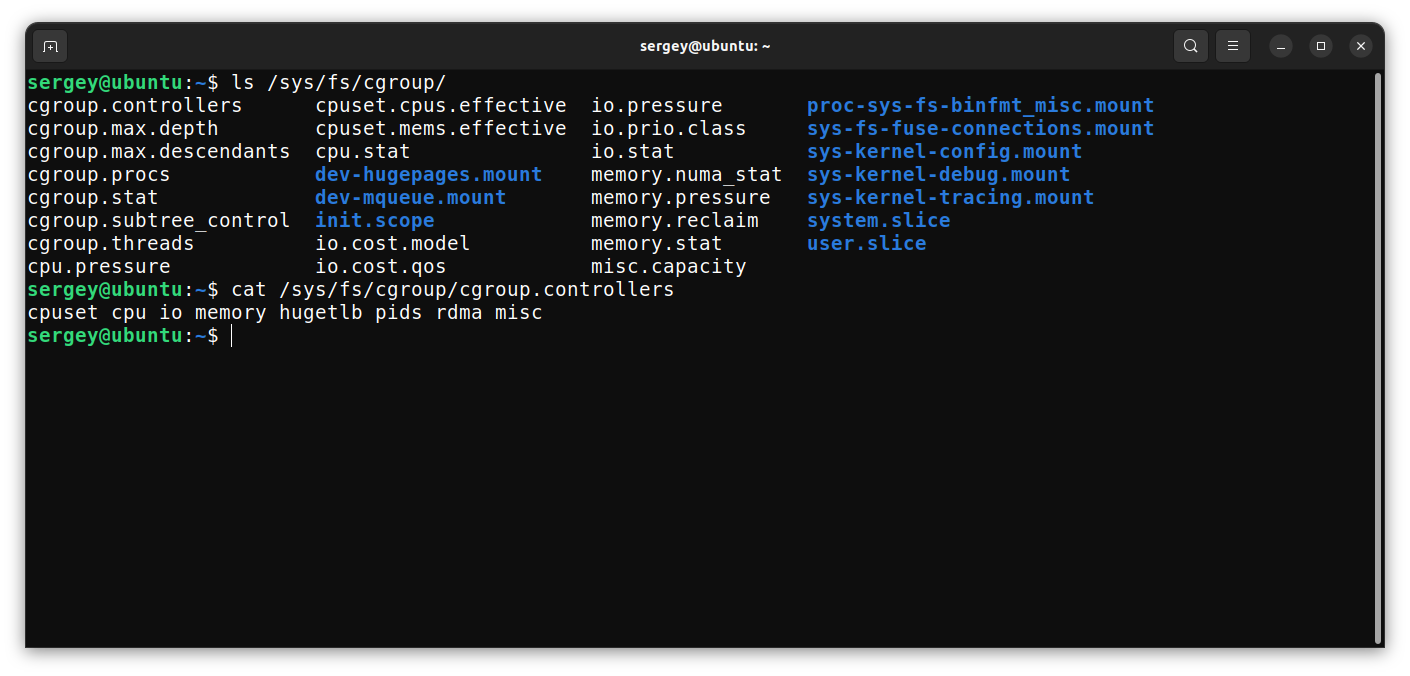 sergey@ubuntu: ~
sergey@ubuntu:~$ ls /sys/fs/cgroup/
cgroup.controllers      cpuset.cpus.effective  io.pressure       proc-sys-fs-binfmt_misc.mount
cgroup.max.depth        cpuset.mems.effective  io.prio.class     sys-fs-fuse-connections.mount
cgroup.max.descendants  cpu.stat               io.stat           sys-kernel-config.mount
cgroup.procs            dev-hugepages.mount    memory.numa_stat  sys-kernel-debug.mount
cgroup.stat             dev-mqueue.mount       memory.pressure   sys-kernel-tracing.mount
cgroup.subtree_control  init.scope             memory.reclaim    system.slice
cgroup.threads          io.cost.model          memory.stat       user.slice
cpu.pressure            io.cost.qos            misc.capacity
sergey@ubuntu:~$ cat /sys/fs/cgroup/cgroup.controllers
cpuset cpu io memory hugetlb pids rdma misc
sergey@ubuntu:~$